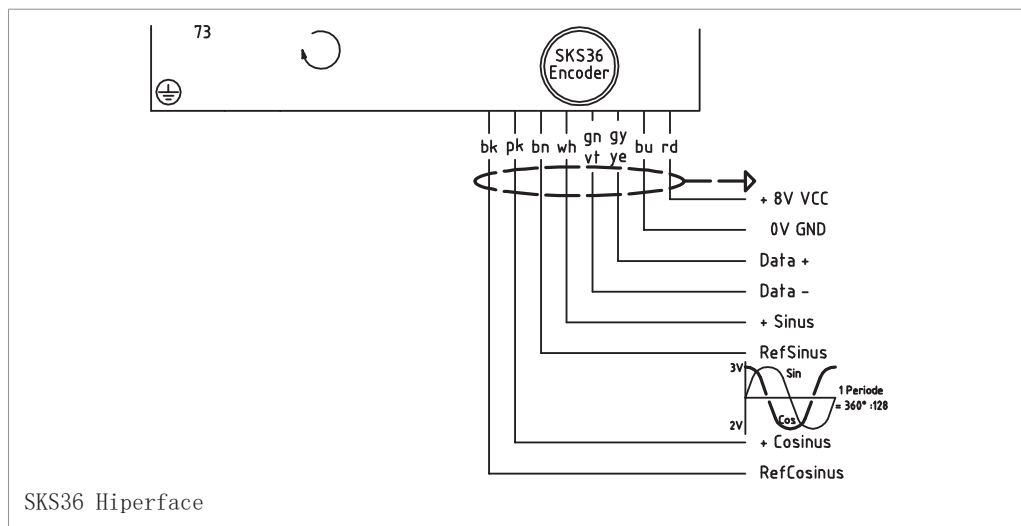 73
SKS36
Encoder
bk pk bn wh gn vt gy ye bu rd
+ 8V VCC
0V GND
Data +
Data -
+ Sinus
RefSinus
3V
Sin
1 Periode
= 360° :128
Cos
2V
+ Cosinus
RefCosinus
SKS36 Hiperface